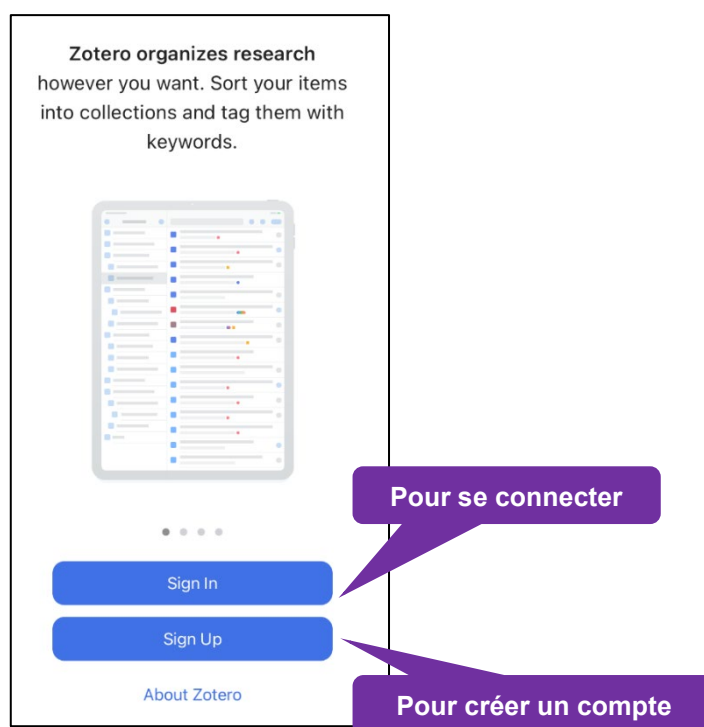 Zotero organizes research
however you want. Sort your items
into collections and tag them with
keywords.
Pour se connecter
Sign In
Sign Up
About Zotero
Pour créer un compte